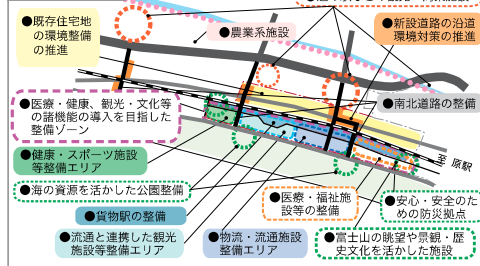 ●既存住宅地
の環境整備
の推進
●農業系施設
●新設道路の沿道
環境対策の推進
●医療・健康、観光・文化等
の諸機能の導入を目指した
整備ゾーン
●南北道路の整備
●健康・スポーツ施設
等整備エリア
至 原駅
●海の資源を活かした公園整備
●医療・福祉施
設等の整備
●安心・安全のた
めの防災拠点
●貨物駅の整備
●流通と連携した観光
施設等整備エリア
●物流・流通施設
整備エリア
●富士山の眺望や景観・歴
史文化を活かした施設